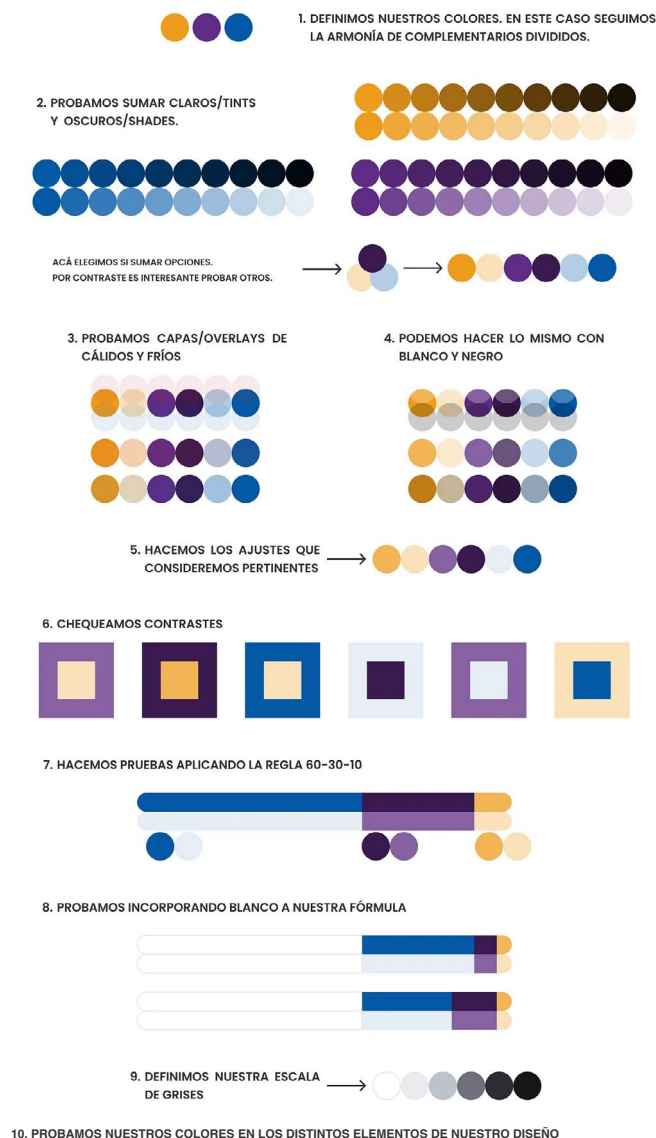 1. DEFINIMOS NUESTROS COLORES. EN ESTE CASO SEGUIMOS
LA ARMONÍA DE COMPLEMENTARIOS DIVIDIDOS.
2. PROBAMOS SUMAR CLAROS/TINTS
Y OSCUROS/SHADES.
ACÁ ELEGIMOS SI SUMAR OPCIONES.
POR CONTRASTE ES INTERESANTE PROBAR OTROS.
3. PROBAMOS CAPAS/OVERLAYS DE
CÁLIDOS Y FRÍOS
4. PODEMOS HACER LO MISMO CON
BLANCO Y NEGRO
5. HACEMOS LOS AJUSTES QUE
CONSIDEREMOS PERTINENTES
6. CHEQUEAMOS CONTRASTES
7. HACEMOS PRUEBAS APLICANDO LA REGLA 60-30-10
8. PROBAMOS INCORPORANDO BLANCO A NUESTRA FÓRMULA
9. DEFINIMOS NUESTRA ESCALA
DE GRISES
10. PROBAMOS NUESTROS COLORES EN LOS DISTINTOS ELEMENTOS DE NUESTRO DISEÑO